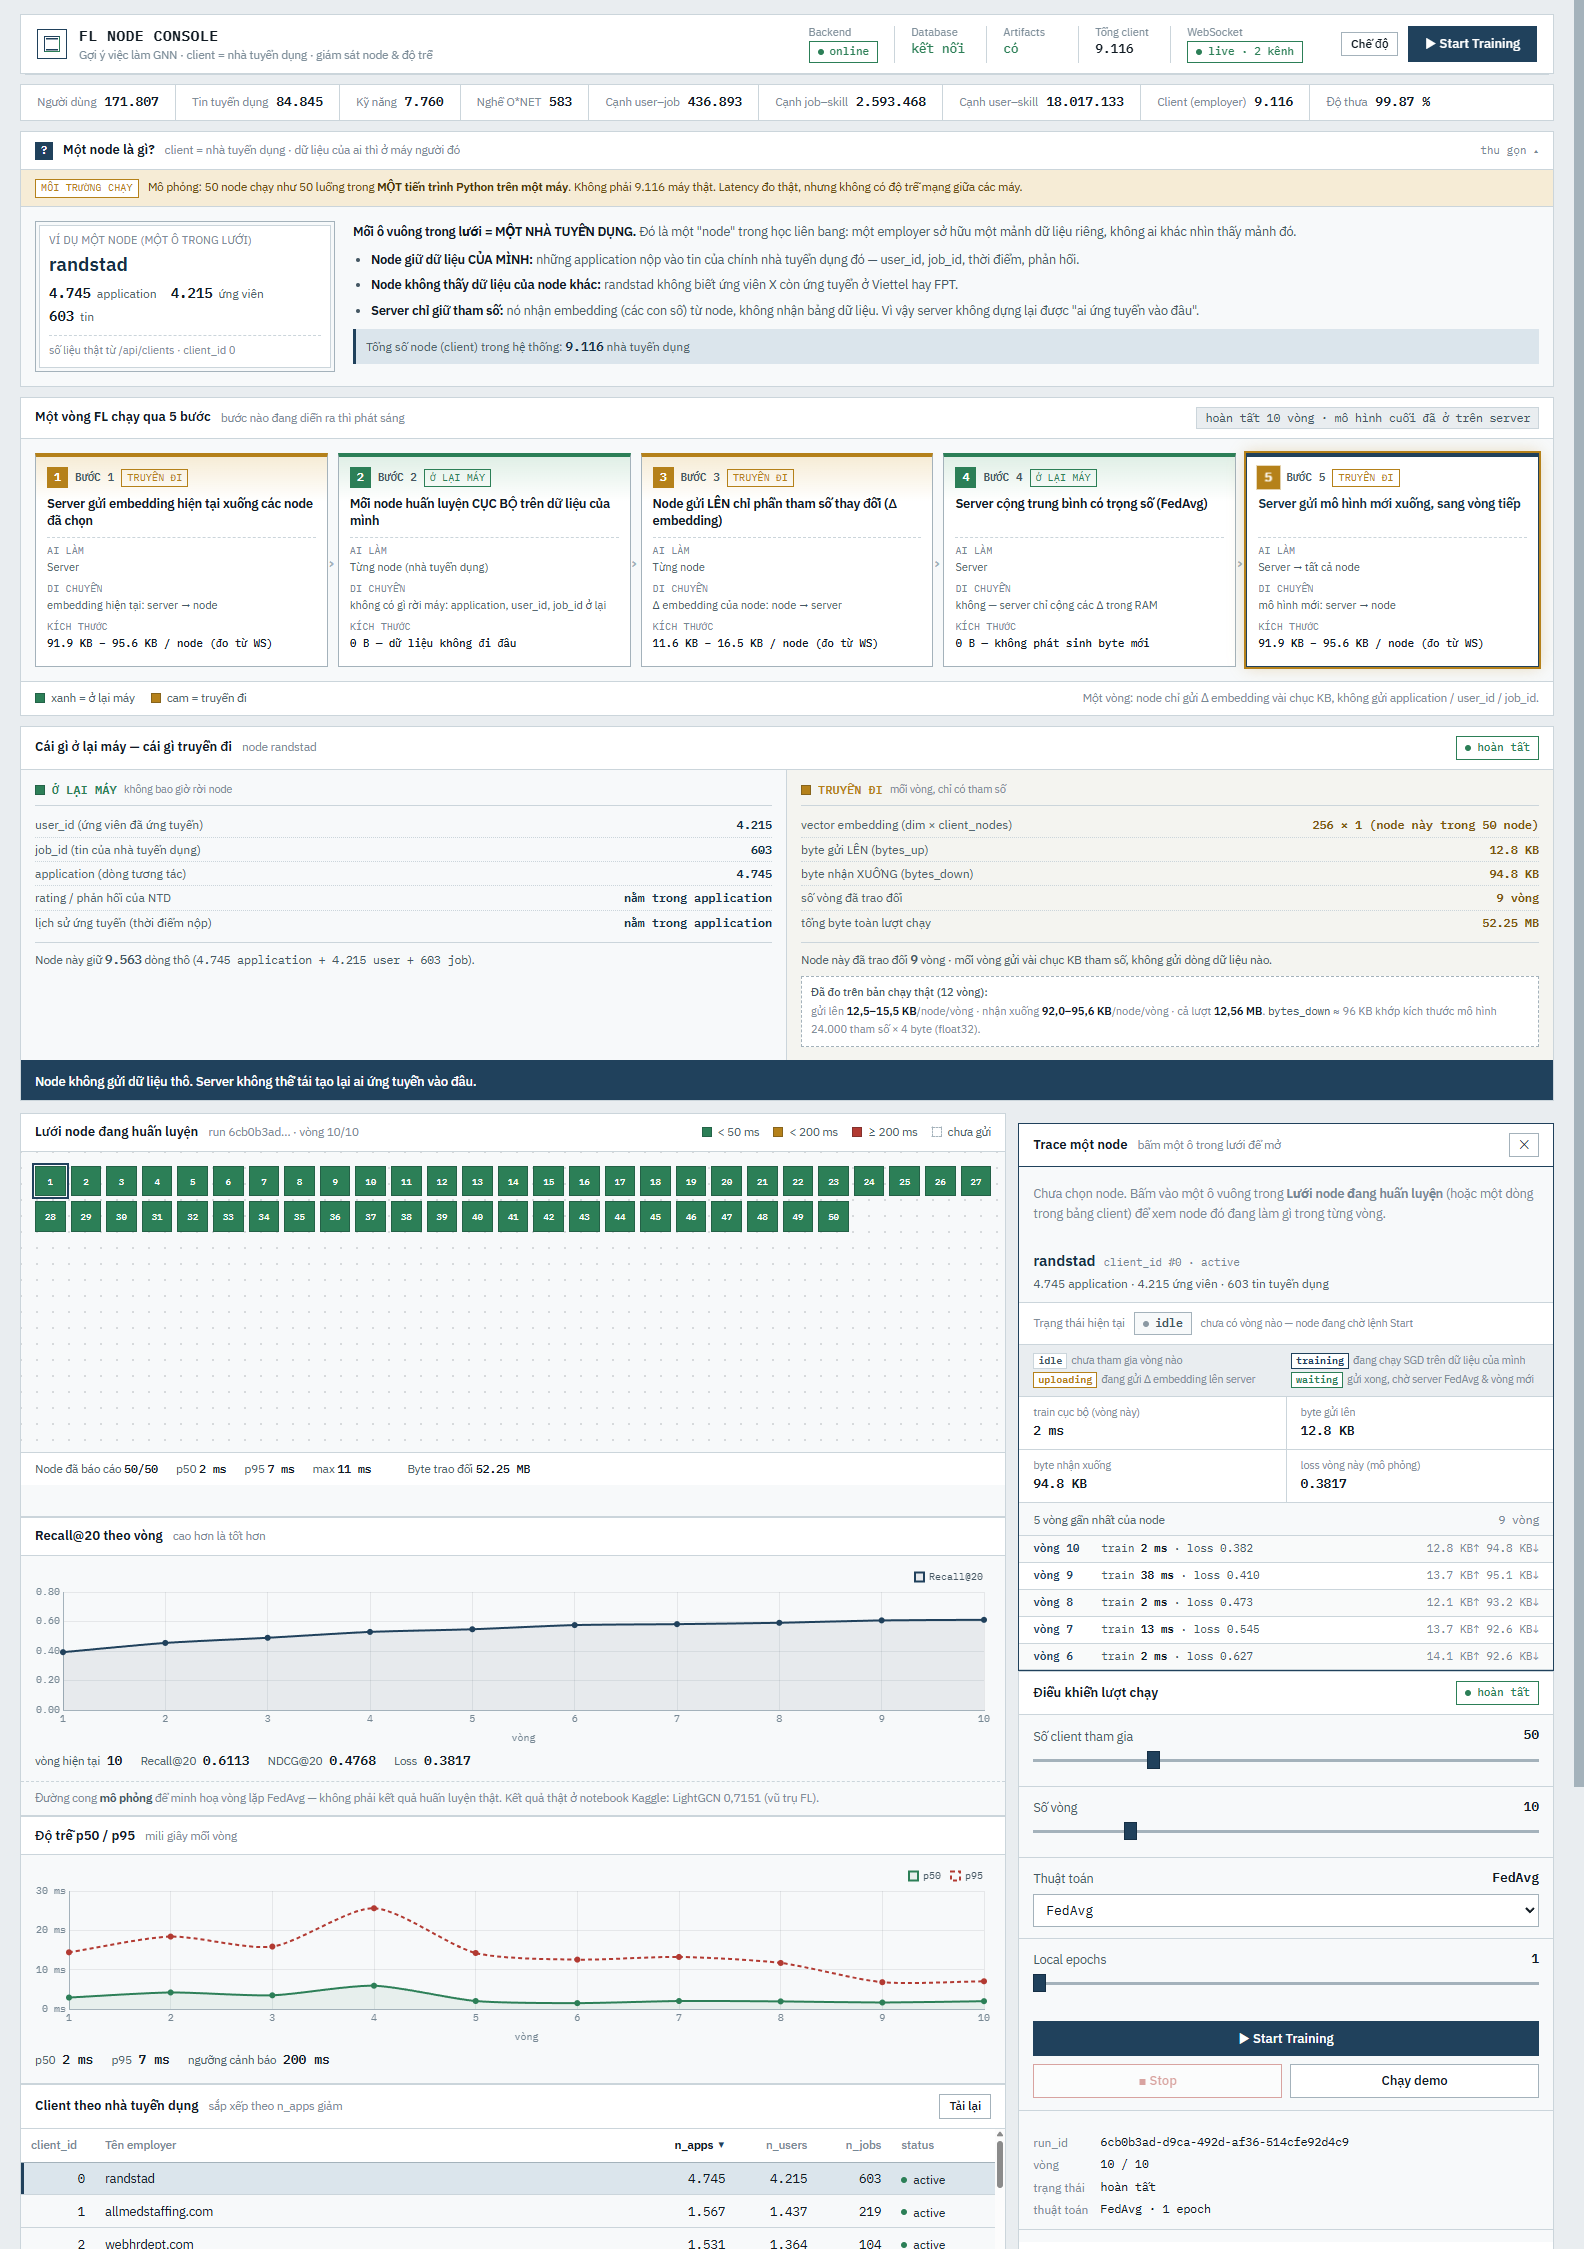 FL NODE CONSOLE
Gợi ý việc làm GNN · client = nhà tuyển dụng · giám sát node & độ trễ
Backend
● online
Database
kết nối
Artifacts
có
Tổng client
9.116
WebSocket
● live · 2 kênh
Chế độ
▶ Start Training
Người dùng 171.807
Tin tuyển dụng 84.845
Kỹ năng 7.760
Nghề O*NET 583
Cạnh user–job 436.893
Cạnh job–skill 2.593.468
Cạnh user–skill 18.017.133
Client (employer) 9.116
Độ thưa 99.87 %
? Một node là gì? client = nhà tuyển dụng · dữ liệu của ai thì ở máy người đó
thu gọn ▴
MÔI TRƯỜNG CHẠY Mô phỏng: 50 node chạy như 50 luồng trong MỘT tiến trình Python trên một máy. Không phải 9.116 máy thật. Latency đo thật, nhưng không có độ trễ mạng giữa các máy.
VÍ DỤ MỘT NODE (MỘT Ô TRONG LƯỚI)
randstad
4.745 application 4.215 ứng viên
603 tin
số liệu thật từ /api/clients · client_id 0
Mỗi ô vuông trong lưới = MỘT NHÀ TUYỂN DỤNG. Đó là một "node" trong học liên bang: một employer sở hữu một mảnh dữ liệu riêng, không ai khác nhìn thấy mảnh đó.
• Node giữ dữ liệu CỦA MÌNH: những application nộp vào tin của chính nhà tuyển dụng đó — user_id, job_id, thời điểm, phản hồi.
• Node không thấy dữ liệu của node khác: randstad không biết ứng viên X còn ứng tuyển ở Viettel hay FPT.
• Server chỉ giữ tham số: nó nhận embedding (các con số) từ node, không nhận bảng dữ liệu. Vì vậy server không dựng lại được "ai ứng tuyển vào đâu".
Tổng số node (client) trong hệ thống: 9.116 nhà tuyển dụng
Một vòng FL chạy qua 5 bước bước nào đang diễn ra thì phát sáng
hoàn tất 10 vòng · mô hình cuối đã ở trên server
1 BƯỚC 1 TRUYỀN ĐI
Server gửi embedding hiện tại xuống các node
đã chọn
AI LÀM
Server
DI CHUYỂN
embedding hiện tại: server → node
KÍCH THƯỚC
91.9 KB – 95.6 KB / node (đo từ WS)
›
2 BƯỚC 2 Ở LẠI MÁY
Mỗi node huấn luyện CỤC BỘ trên dữ liệu của
mình
AI LÀM
Từng node (nhà tuyển dụng)
DI CHUYỂN
không có gì rời máy: application, user_id, job_id ở lại
KÍCH THƯỚC
0 B — dữ liệu không đi đâu
›
3 BƯỚC 3 TRUYỀN ĐI
Node gửi LÊN chỉ phần tham số thay đổi (Δ
embedding)
AI LÀM
Từng node
DI CHUYỂN
Δ embedding của node: node → server
KÍCH THƯỚC
11.6 KB – 16.5 KB / node (đo từ WS)
›
4 BƯỚC 4 Ở LẠI MÁY
Server cộng trung bình có trọng số (FedAvg)
AI LÀM
Server
DI CHUYỂN
không — server chỉ cộng các Δ trong RAM
KÍCH THƯỚC
0 B — không phát sinh byte mới
›
5 BƯỚC 5 TRUYỀN ĐI
Server gửi mô hình mới xuống, sang vòng tiếp
AI LÀM
Server → tất cả node
DI CHUYỂN
mô hình mới: server → node
KÍCH THƯỚC
91.9 KB – 95.6 KB / node (đo từ WS)
xanh = ở lại máy cam = truyền đi
Một vòng: node chỉ gửi Δ embedding vài chục KB, không gửi application / user_id / job_id.
Cái gì ở lại máy — cái gì truyền đi node randstad
● hoàn tất
Ở LẠI MÁY không bao giờ rời node
user_id (ứng viên đã ứng tuyển) 4.215
job_id (tin của nhà tuyển dụng) 603
application (dòng tương tác) 4.745
rating / phản hồi của NTD nằm trong application
lịch sử ứng tuyển (thời điểm nộp) nằm trong application
Node này giữ 9.563 dòng thô (4.745 application + 4.215 user + 603 job).
TRUYỀN ĐI mỗi vòng, chỉ có tham số
vector embedding (dim × client_nodes) 256 × 1 (node này trong 50 node)
byte gửi LÊN (bytes_up) 12.8 KB
byte nhận XUỐNG (bytes_down) 94.8 KB
số vòng đã trao đổi 9 vòng
tổng byte toàn lượt chạy 52.25 MB
Node này đã trao đổi 9 vòng · mỗi vòng gửi vài chục KB tham số, không gửi dòng dữ liệu nào.
Đã đo trên bản chạy thật (12 vòng):
gửi lên 12,5–15,5 KB/node/vòng · nhận xuống 92,0–95,6 KB/node/vòng · cả lượt 12,56 MB. bytes_down ≈ 96 KB khớp kích thước mô hình
24.000 tham số × 4 byte (float32).
Node không gửi dữ liệu thô. Server không thể tái tạo lại ai ứng tuyển vào đâu.
Lưới node đang huấn luyện run 6cb0b3ad… · vòng 10/10
< 50 ms < 200 ms ≥ 200 ms chưa gửi
1 2 3 4 5 6 7 8 9 10 11 12 13 14 15 16 17 18 19 20 21 22 23 24 25 26 27
28 29 30 31 32 33 34 35 36 37 38 39 40 41 42 43 44 45 46 47 48 49 50
Node đã báo cáo 50/50 p50 2 ms p95 7 ms max 11 ms Byte trao đổi 52.25 MB
Recall@20 theo vòng cao hơn là tốt hơn
Recall@20
0.80
0.60
0.40
0.20
0.00
1 2 3 4 5 6 7 8 9 10
vòng
vòng hiện tại 10 Recall@20 0.6113 NDCG@20 0.4768 Loss 0.3817
Đường cong mô phỏng để minh hoạ vòng lặp FedAvg — không phải kết quả huấn luyện thật. Kết quả thật ở notebook Kaggle: LightGCN 0,7151 (vũ trụ FL).
Độ trễ p50 / p95 mili giây mỗi vòng
p50 p95
30 ms
20 ms
10 ms
0 ms
1 2 3 4 5 6 7 8 9 10
vòng
p50 2 ms p95 7 ms ngưỡng cảnh báo 200 ms
Client theo nhà tuyển dụng sắp xếp theo n_apps giảm
Tải lại
client_id Tên employer n_apps ▼ n_users n_jobs status
0 randstad 4.745 4.215 603 ● active
1 allmedstaffing.com 1.567 1.437 219 ● active
2 webhrdept.com 1.531 1.364 104 ● active
Trace một node bấm một ô trong lưới để mở
✕
Chưa chọn node. Bấm vào một ô vuông trong Lưới node đang huấn luyện (hoặc một dòng
trong bảng client) để xem node đó đang làm gì trong từng vòng.
randstad client_id #0 · active
4.745 application · 4.215 ứng viên · 603 tin tuyển dụng
Trạng thái hiện tại ● idle chưa có vòng nào — node đang chờ lệnh Start
idle chưa tham gia vòng nào
training đang chạy SGD trên dữ liệu của mình
uploading đang gửi Δ embedding lên server
waiting gửi xong, chờ server FedAvg & vòng mới
train cục bộ (vòng này)
2 ms
byte gửi lên
12.8 KB
byte nhận xuống
94.8 KB
loss vòng này (mô phỏng)
0.3817
5 vòng gần nhất của node 9 vòng
vòng 10 train 2 ms · loss 0.382 12.8 KB↑ 94.8 KB↓
vòng 9 train 38 ms · loss 0.410 13.7 KB↑ 95.1 KB↓
vòng 8 train 2 ms · loss 0.473 12.1 KB↑ 93.2 KB↓
vòng 7 train 13 ms · loss 0.545 13.7 KB↑ 92.6 KB↓
vòng 6 train 2 ms · loss 0.627 14.1 KB↑ 92.6 KB↓
Điều khiển lượt chạy ● hoàn tất
Số client tham gia 50
Số vòng 10
Thuật toán FedAvg
FedAvg
Local epochs 1
▶ Start Training
■ Stop
Chạy demo
run_id 6cb0b3ad-d9ca-492d-af36-514cfe92d4c9
vòng 10 / 10
trạng thái hoàn tất
thuật toán FedAvg · 1 epoch